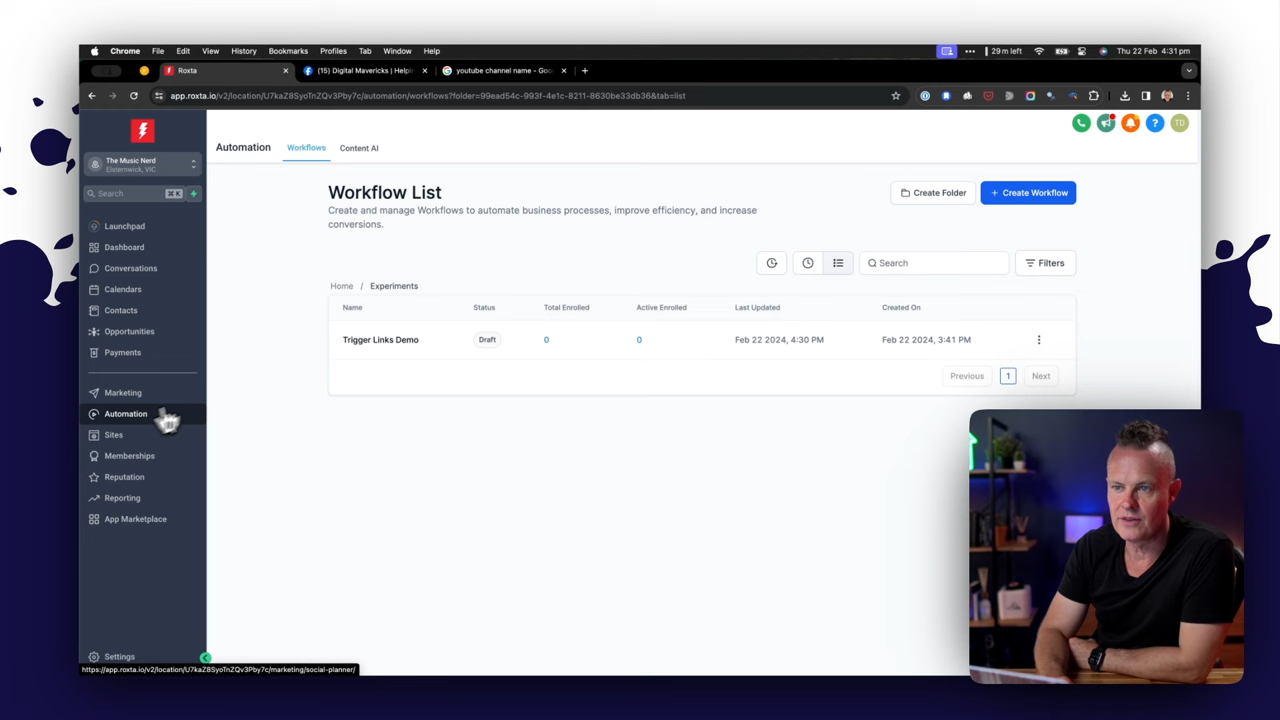 Chrome File Edit View History Bookmarks Profiles Tab Window Help
29m left
Thu 22 Feb 4:31 pm
Roxta
(15) Digital Mavericks | Helpi
youtube channel name - Goo
app.roxta.io/v2/location/U7kaZ8SyoTnZQv3Pby7c/automation/workflows?folder=99ead54c-993f-4e1c-8211-8630be33db36&tab=list
TD
The Music Nerd
Elsternwick, VIC
Search ⌘K
Launchpad
Dashboard
Conversations
Calendars
Contacts
Opportunities
Payments
Marketing
Automation
Sites
Memberships
Reputation
Reporting
App Marketplace
Settings
https://app.roxta.io/v2/location/U7kaZ8SyoTnZQv3Pby7c/marketing/social-planner/
Automation Workflows Content AI
Workflow List
Create and manage Workflows to automate business processes, improve efficiency, and increase
conversions.
Create Folder
+ Create Workflow
Search
Filters
Home / Experiments
Name Status Total Enrolled Active Enrolled Last Updated Created On
Trigger Links Demo Draft 0 0 Feb 22 2024, 4:30 PM Feb 22 2024, 3:41 PM
Previous 1 Next